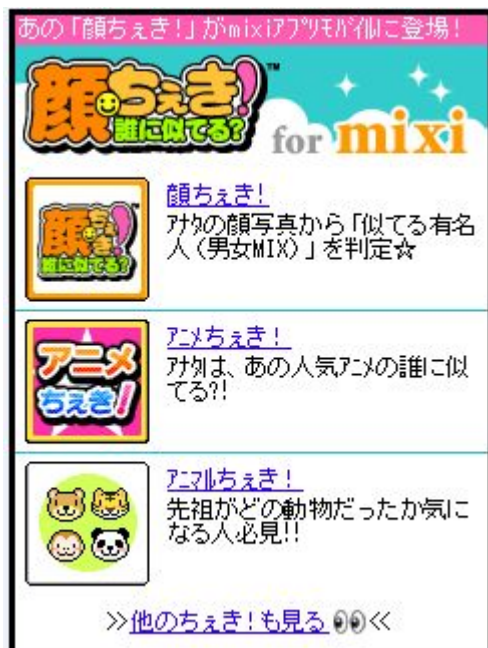 あの「顔ちぇき!」がmixiｱﾌﾟﾘﾓﾊﾞｲﾙに登場!
顔ちぇき!™
誰に似てる?
for mixi
顔ちぇき!
誰に似てる?
顔ちぇき!
ｱﾅﾀの顔写真から「似てる有名
人(男女MIX)」を判定☆
アニメ
ちぇき!
ｱﾆﾒちぇき!
ｱﾅﾀは、あの人気ｱﾆﾒの誰に似
てる?!
ｱﾆﾏﾙちぇき!
先祖がどの動物だったか気に
なる人必見!!
≫他のちぇき!も見る👀≪